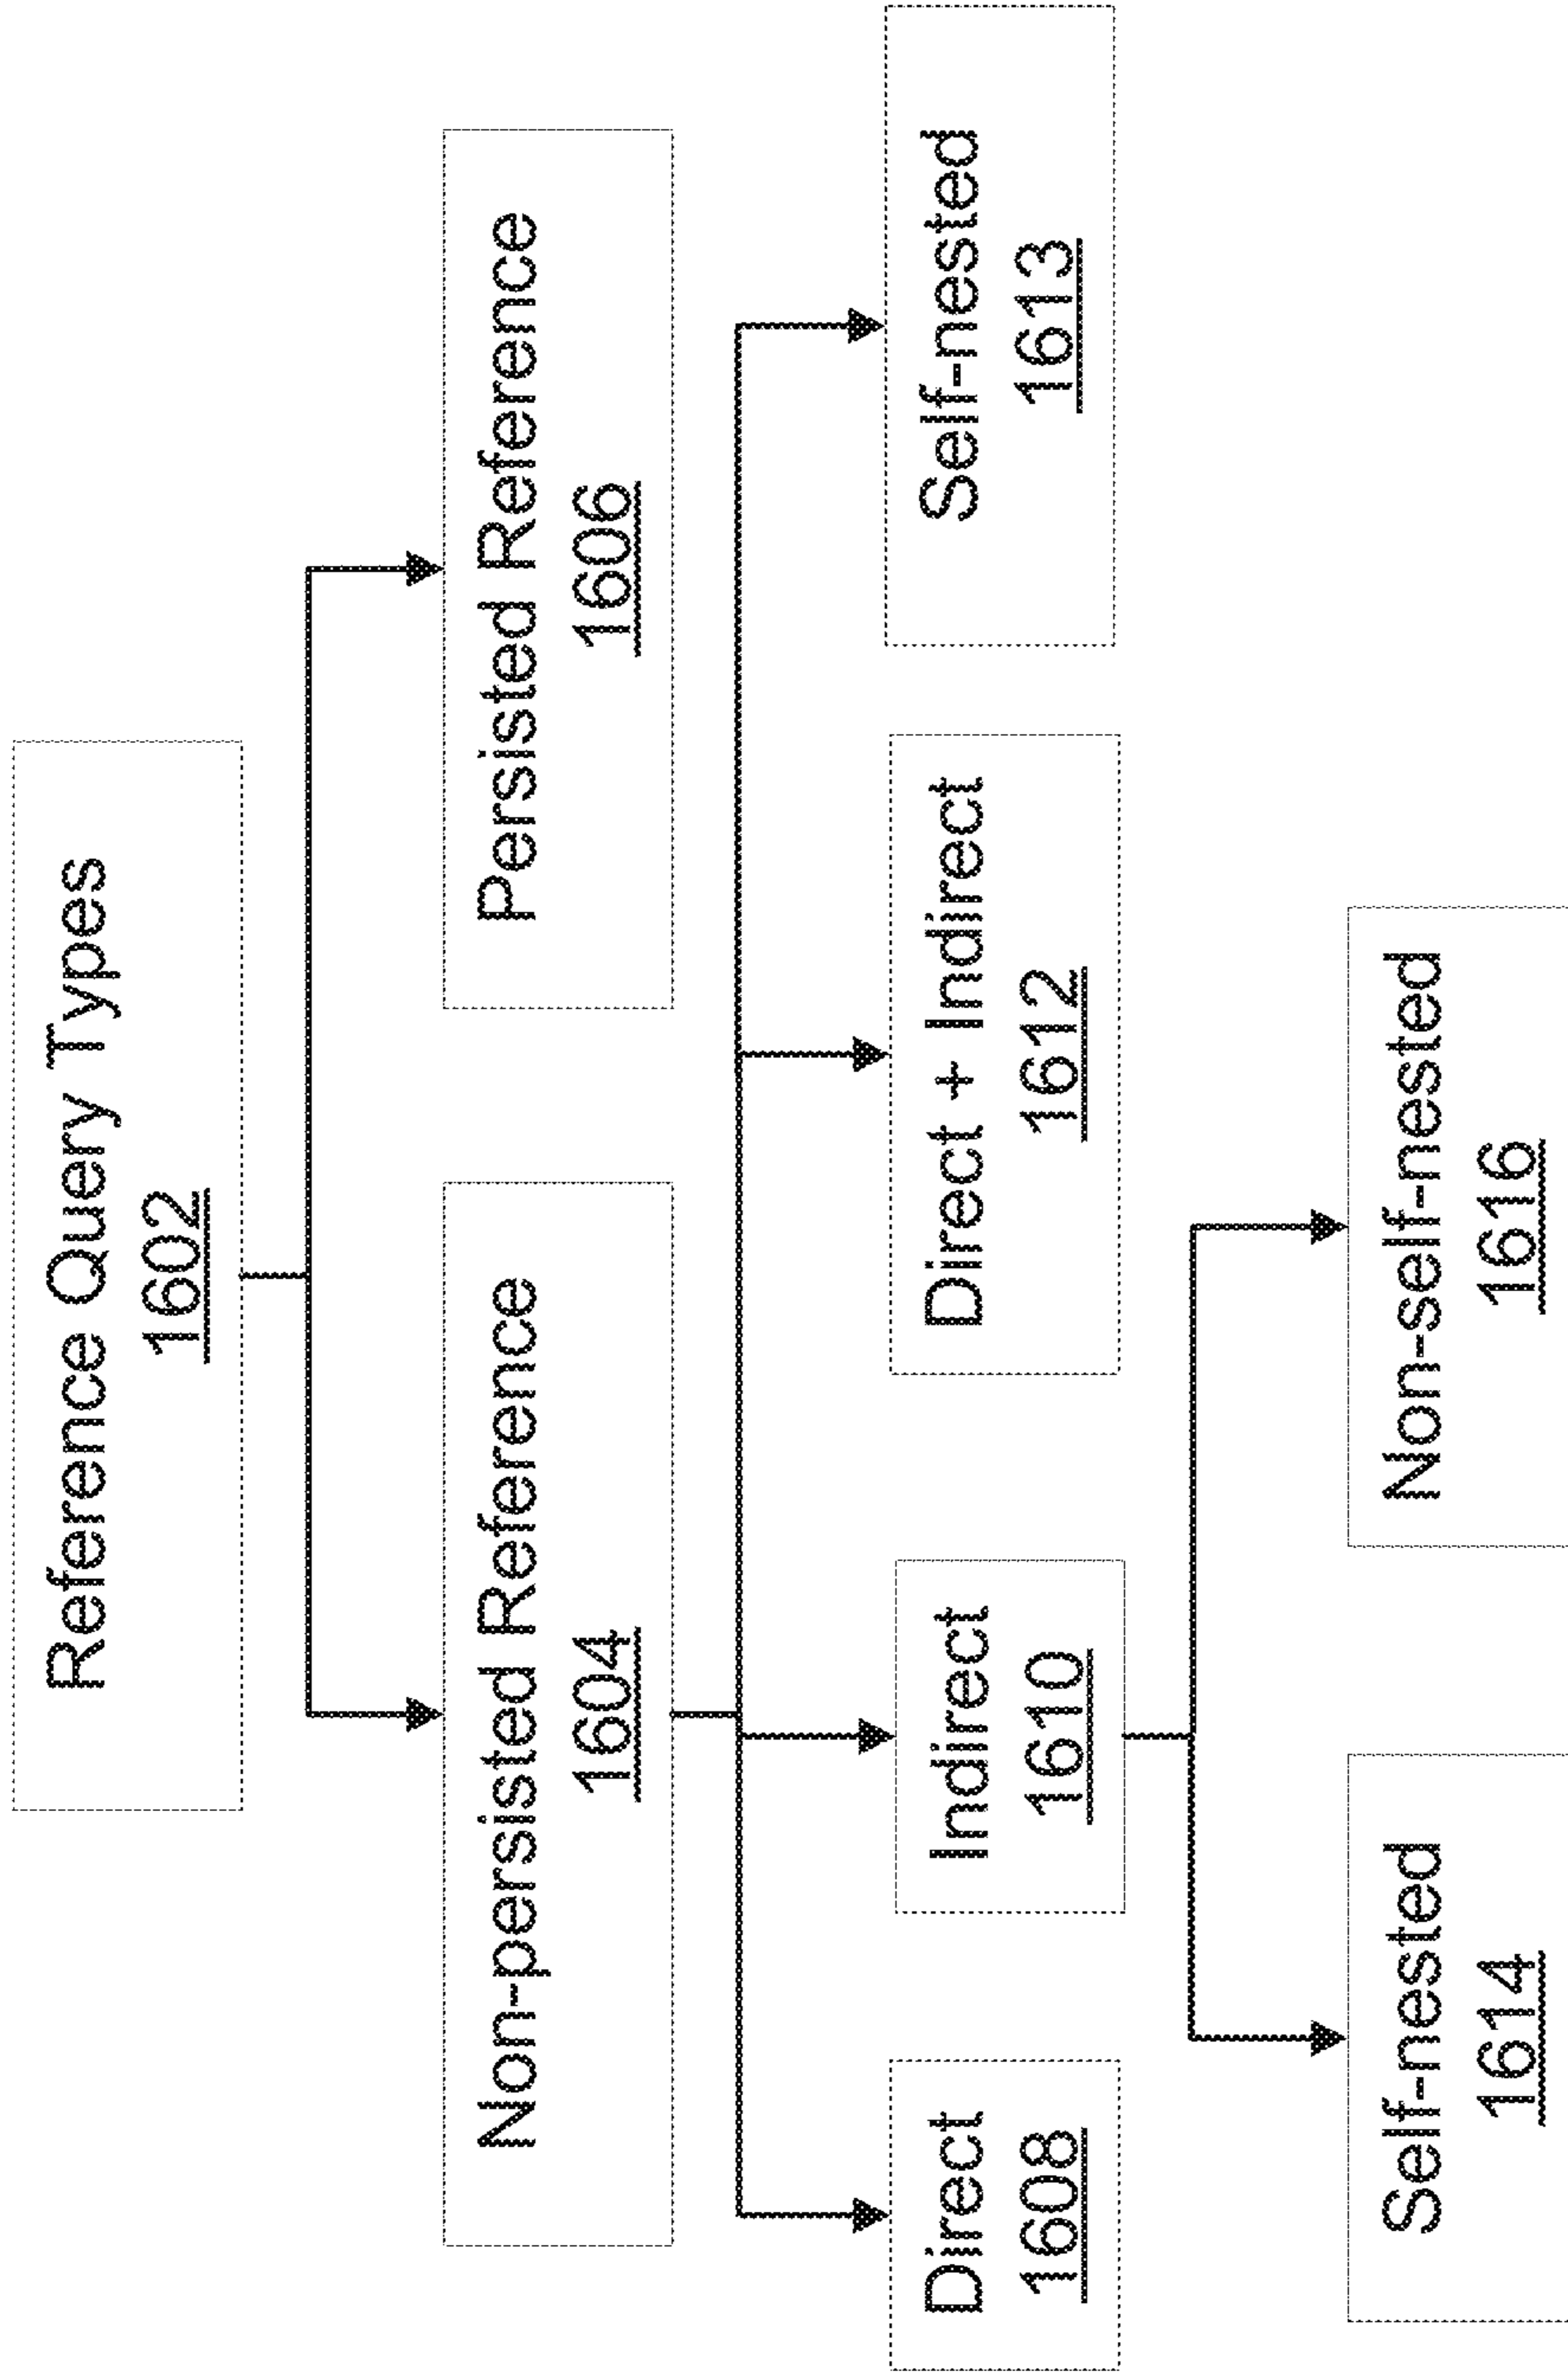 Reference Query Types
1602
Non-persisted Reference
1604
Persisted Reference
1606
Direct
1608
Indirect
1610
Direct + Indirect
1612
Self-nested
1613
Self-nested
1614
Non-self-nested
1616